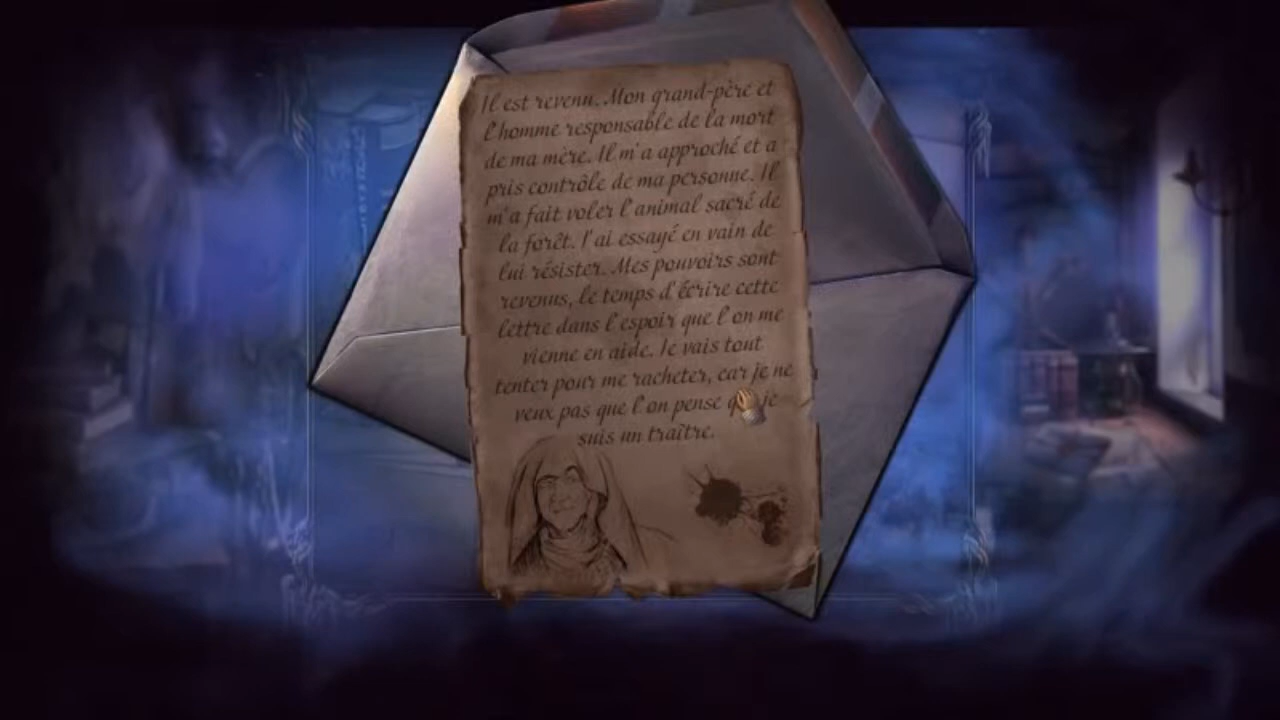 Il est revenu. Mon grand-père et
l'homme responsable de la mort
de ma mère. Il m'a approché et a
pris contrôle de ma personne. Il
m'a fait voler l'animal sacré de
la forêt. J'ai essayé en vain de
lui résister. Mes pouvoirs sont
revenus, le temps d'écrire cette
lettre dans l'espoir que l'on me
vienne en aide. Je vais tout
tenter pour me racheter, car je ne
veux pas que l'on pense je
suis un traître.